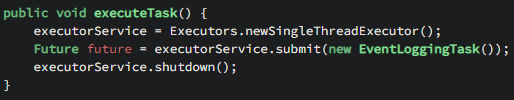 public void executeTask() {
    executorService = Executors.newSingleThreadExecutor();
    Future future = executorService.submit(new EventLoggingTask());
    executorService.shutdown();
}